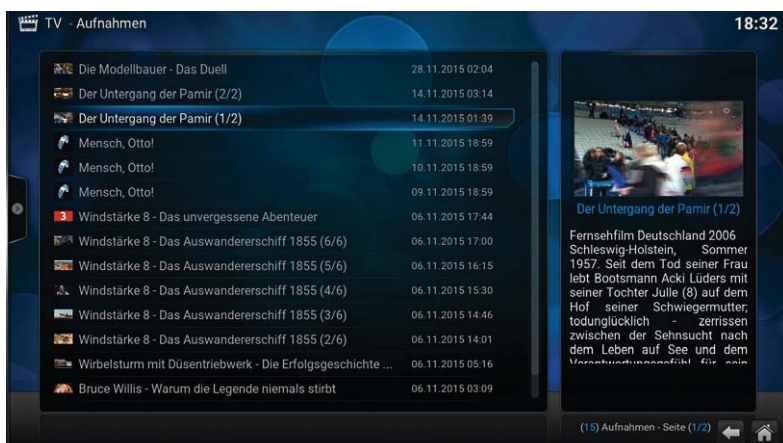 TV - Aufnahmen
18:32
Die Modellbauer - Das Duell 28.11.2015 02:04
Der Untergang der Pamir (2/2) 14.11.2015 03:14
Der Untergang der Pamir (1/2) 14.11.2015 01:39
Mensch, Otto! 11.11.2015 18:59
Mensch, Otto! 10.11.2015 18:59
Mensch, Otto! 09.11.2015 18:59
3 Windstärke 8 - Das unvergessene Abenteuer 06.11.2015 17:44
Windstärke 8 - Das Auswandererschiff 1855 (6/6) 06.11.2015 17:00
Windstärke 8 - Das Auswandererschiff 1855 (5/6) 06.11.2015 16:15
Windstärke 8 - Das Auswandererschiff 1855 (4/6) 06.11.2015 15:30
Windstärke 8 - Das Auswandererschiff 1855 (3/6) 06.11.2015 14:46
Windstärke 8 - Das Auswandererschiff 1855 (2/6) 06.11.2015 14:01
Wirbelsturm mit Düsentriebwerk - Die Erfolgsgeschichte ... 06.11.2015 05:16
Bruce Willis - Warum die Legende niemals stirbt 06.11.2015 03:09
Der Untergang der Pamir (1/2)
Fernsehfilm Deutschland 2006
Schleswig-Holstein, Sommer
1957. Seit dem Tod seiner Frau
lebt Bootsmann Acki Lüders mit
seiner Tochter Julle (8) auf dem
Hof seiner Schwiegermutter;
todunglücklich - zerrissen
zwischen der Sehnsucht nach
dem Leben auf See und dem
Verantwortungsgefühl für sein
(15) Aufnahmen - Seite (1/2)